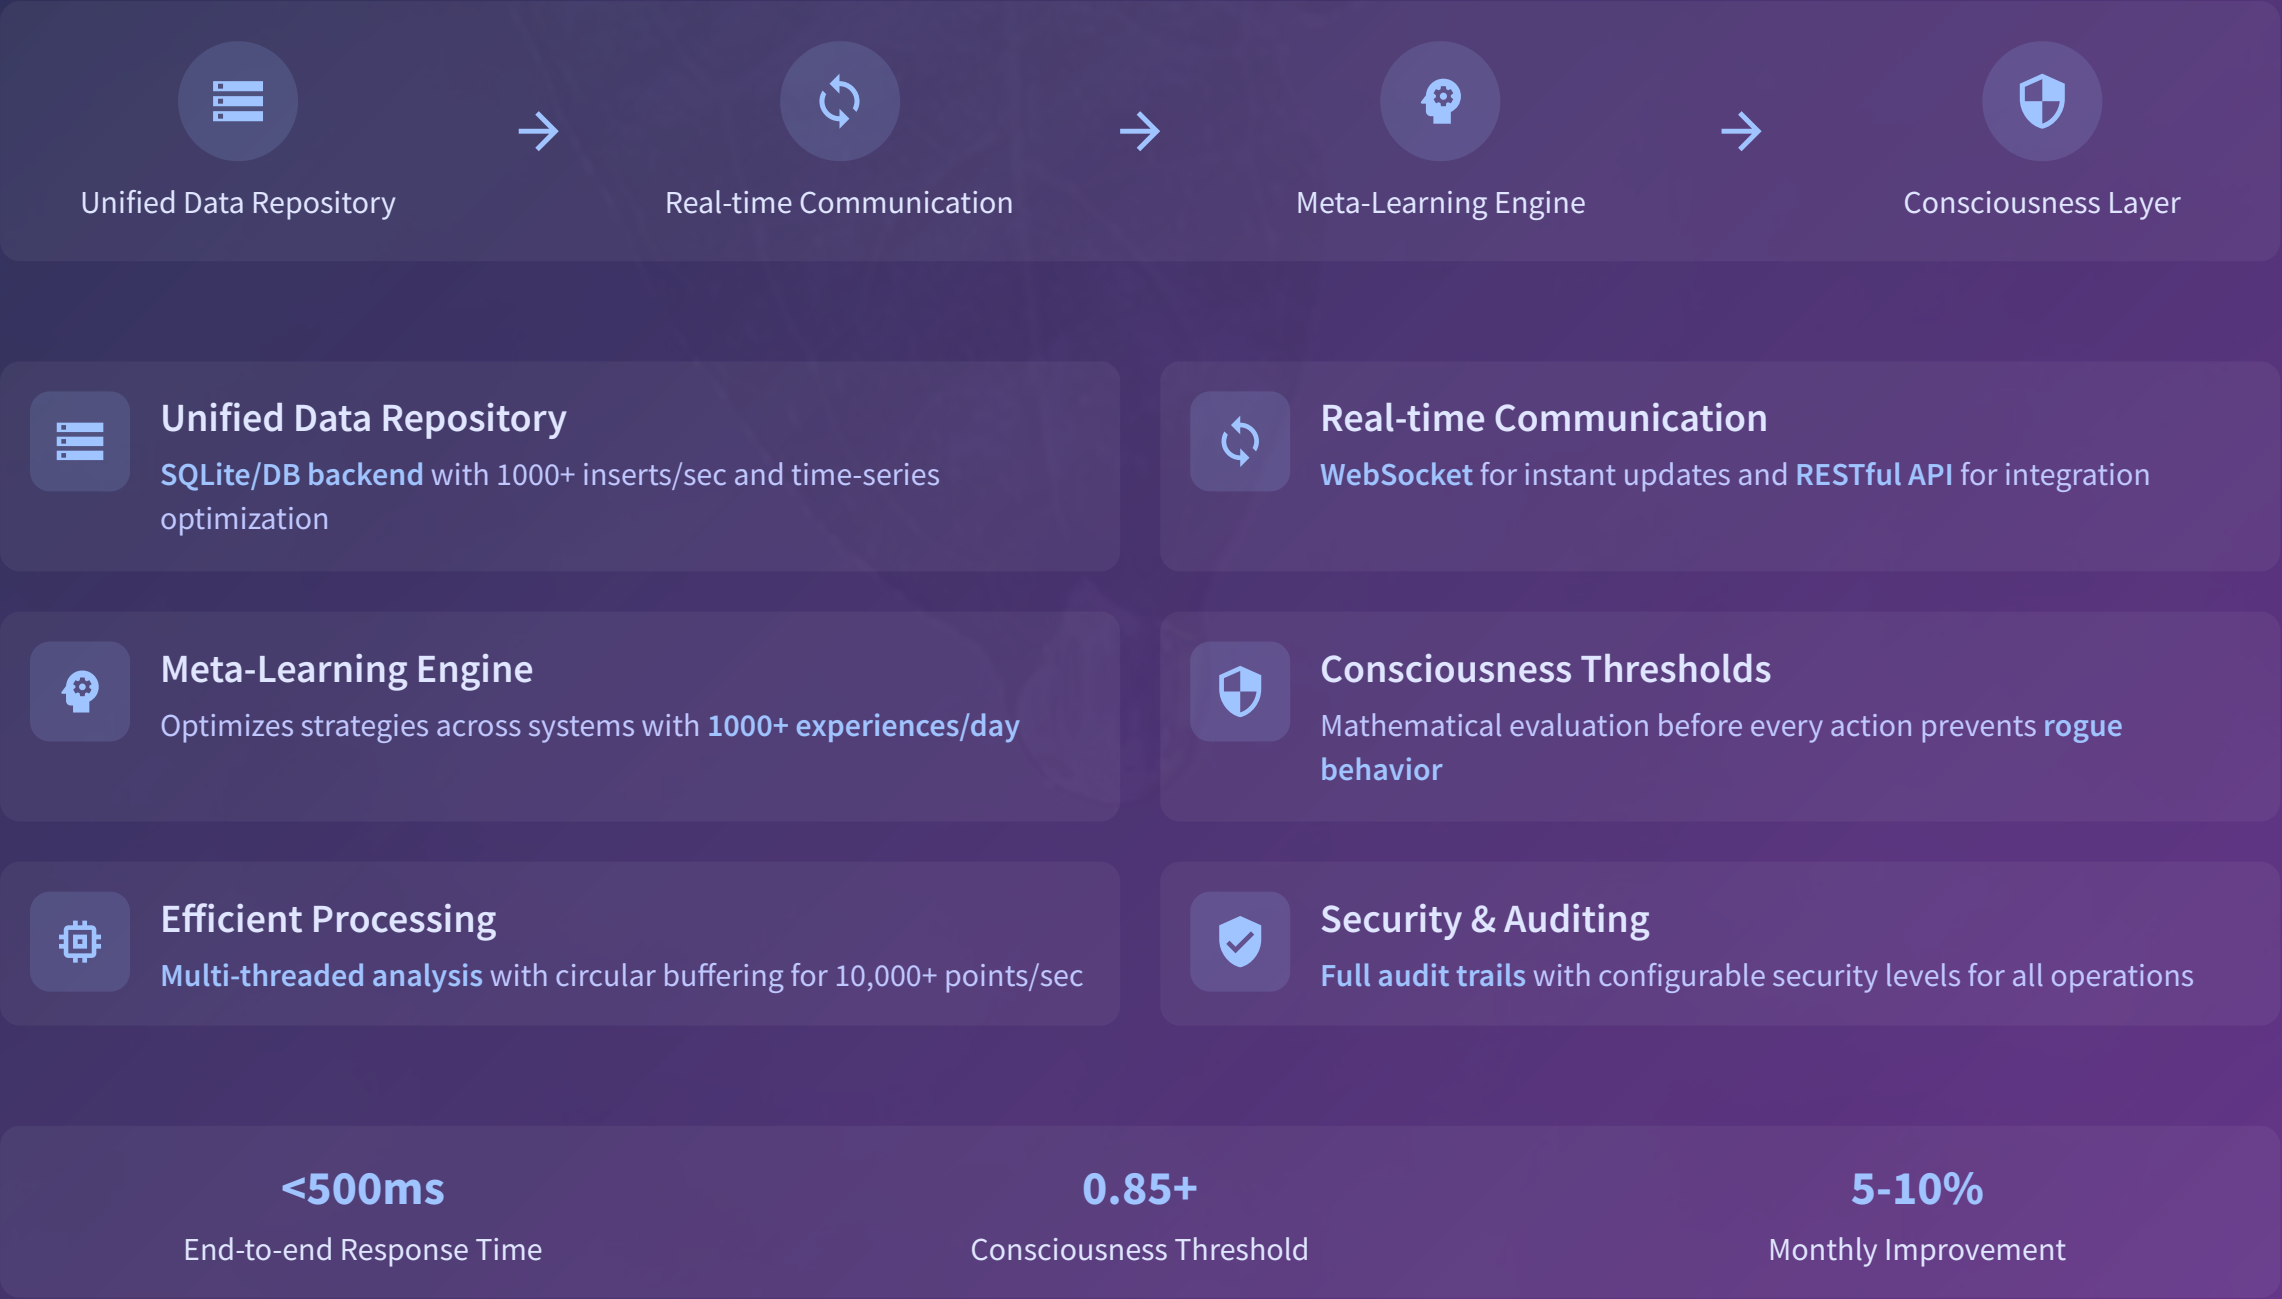 Unified Data Repository
Real-time Communication
Meta-Learning Engine
Consciousness Layer
Unified Data Repository
SQLite/DB backend with 1000+ inserts/sec and time-series
optimization
Real-time Communication
WebSocket for instant updates and RESTful API for integration
Meta-Learning Engine
Optimizes strategies across systems with 1000+ experiences/day
Consciousness Thresholds
Mathematical evaluation before every action prevents rogue
behavior
Efficient Processing
Multi-threaded analysis with circular buffering for 10,000+ points/sec
Security & Auditing
Full audit trails with configurable security levels for all operations
<500ms
End-to-end Response Time
0.85+
Consciousness Threshold
5-10%
Monthly Improvement